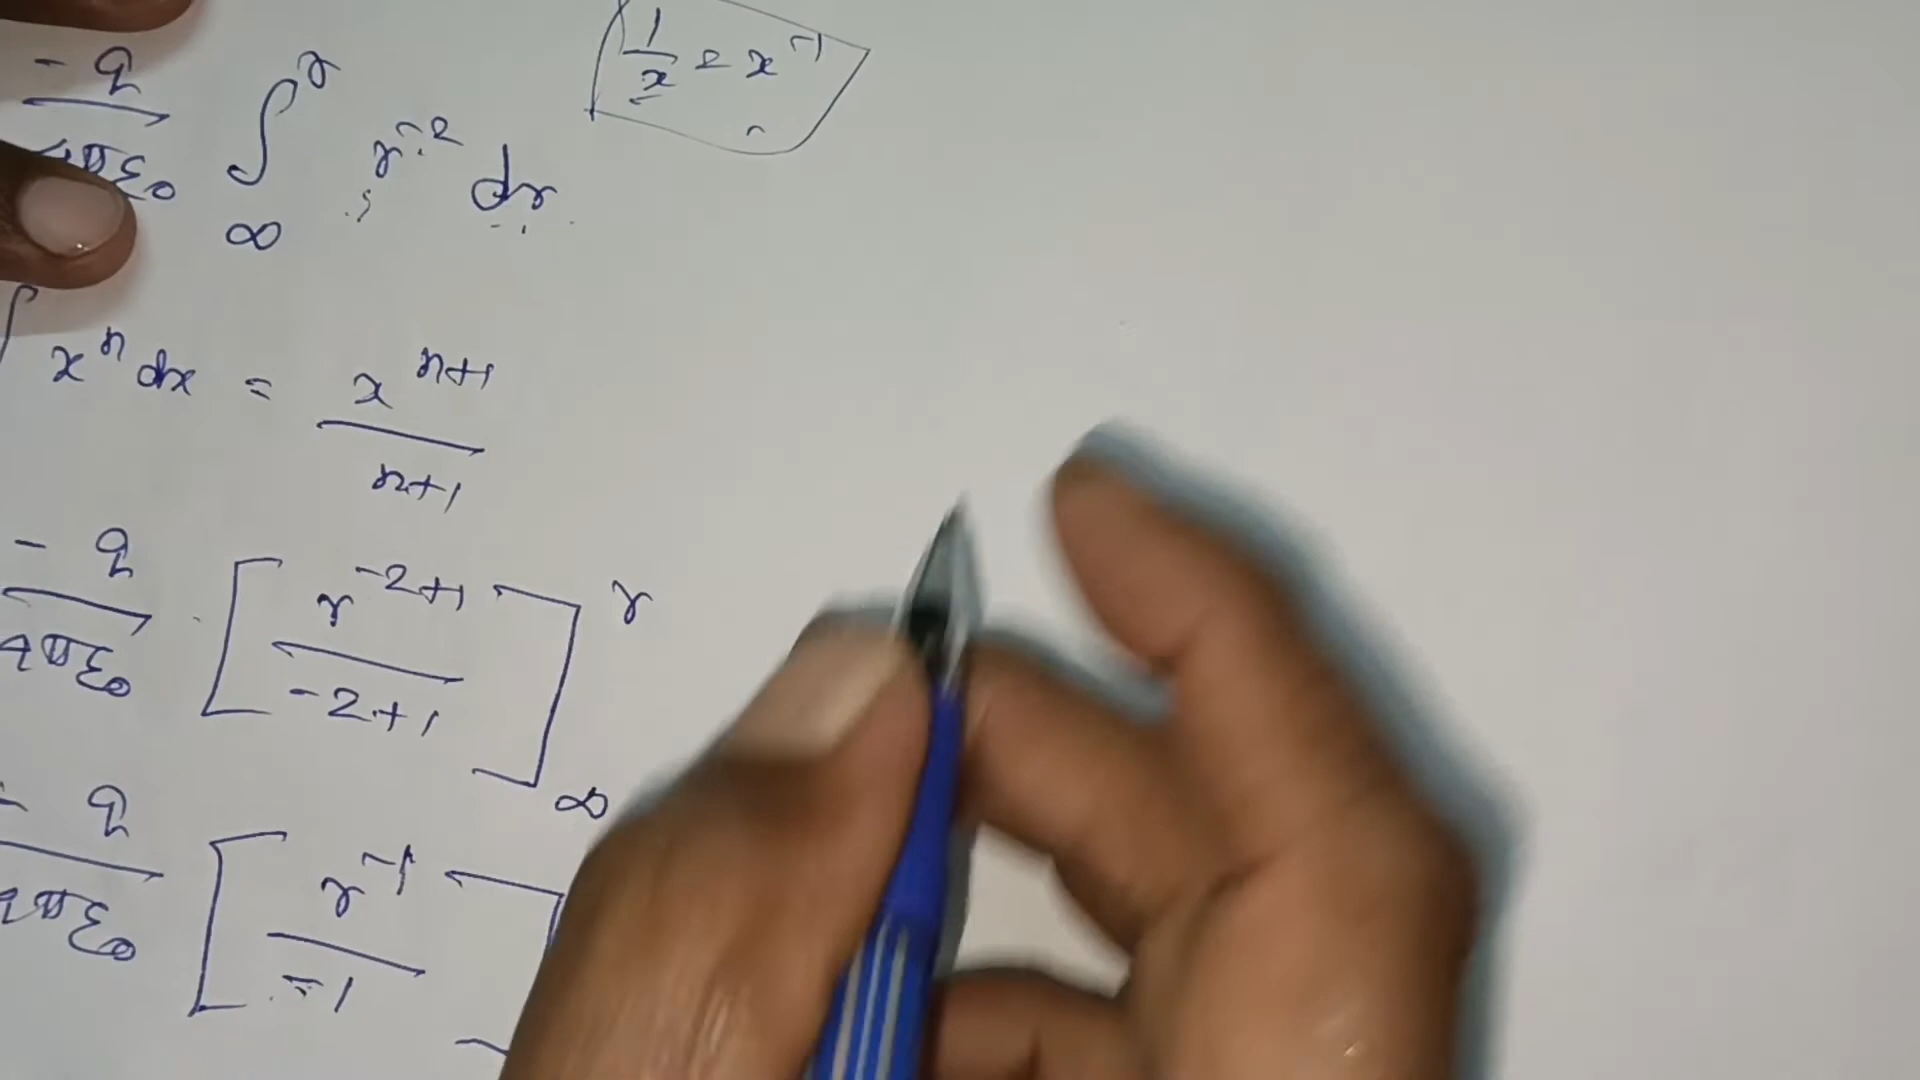 1/x = x^-1
-q/4πε₀ ∫_∞^r r^-2 dr
∫ x^n dx = x^n+1/n+1
-q/4πε₀ [r^-2+1/-2+1]_∞^r
-q/4πε₀ [r^-1/-1]